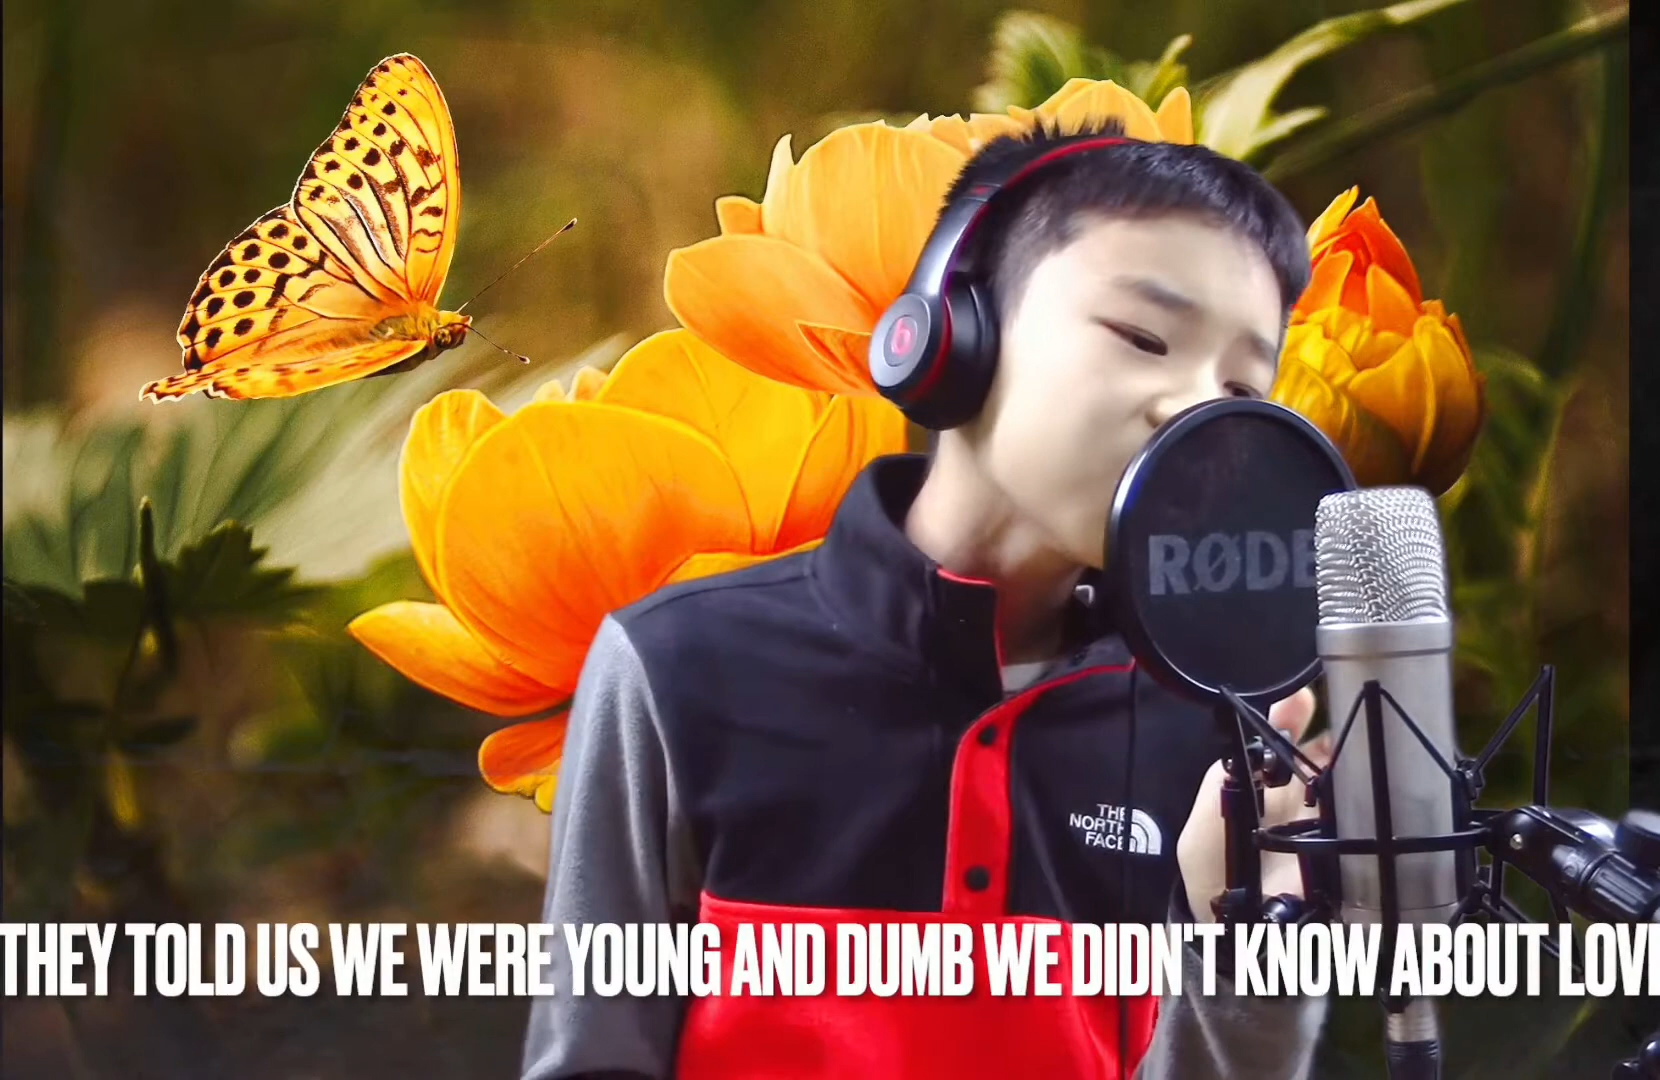 b
RØDE
THE
NORTH
FACE
THEY TOLD US WE WERE YOUNG AND DUMB WE DIDN'T KNOW ABOUT LOVE